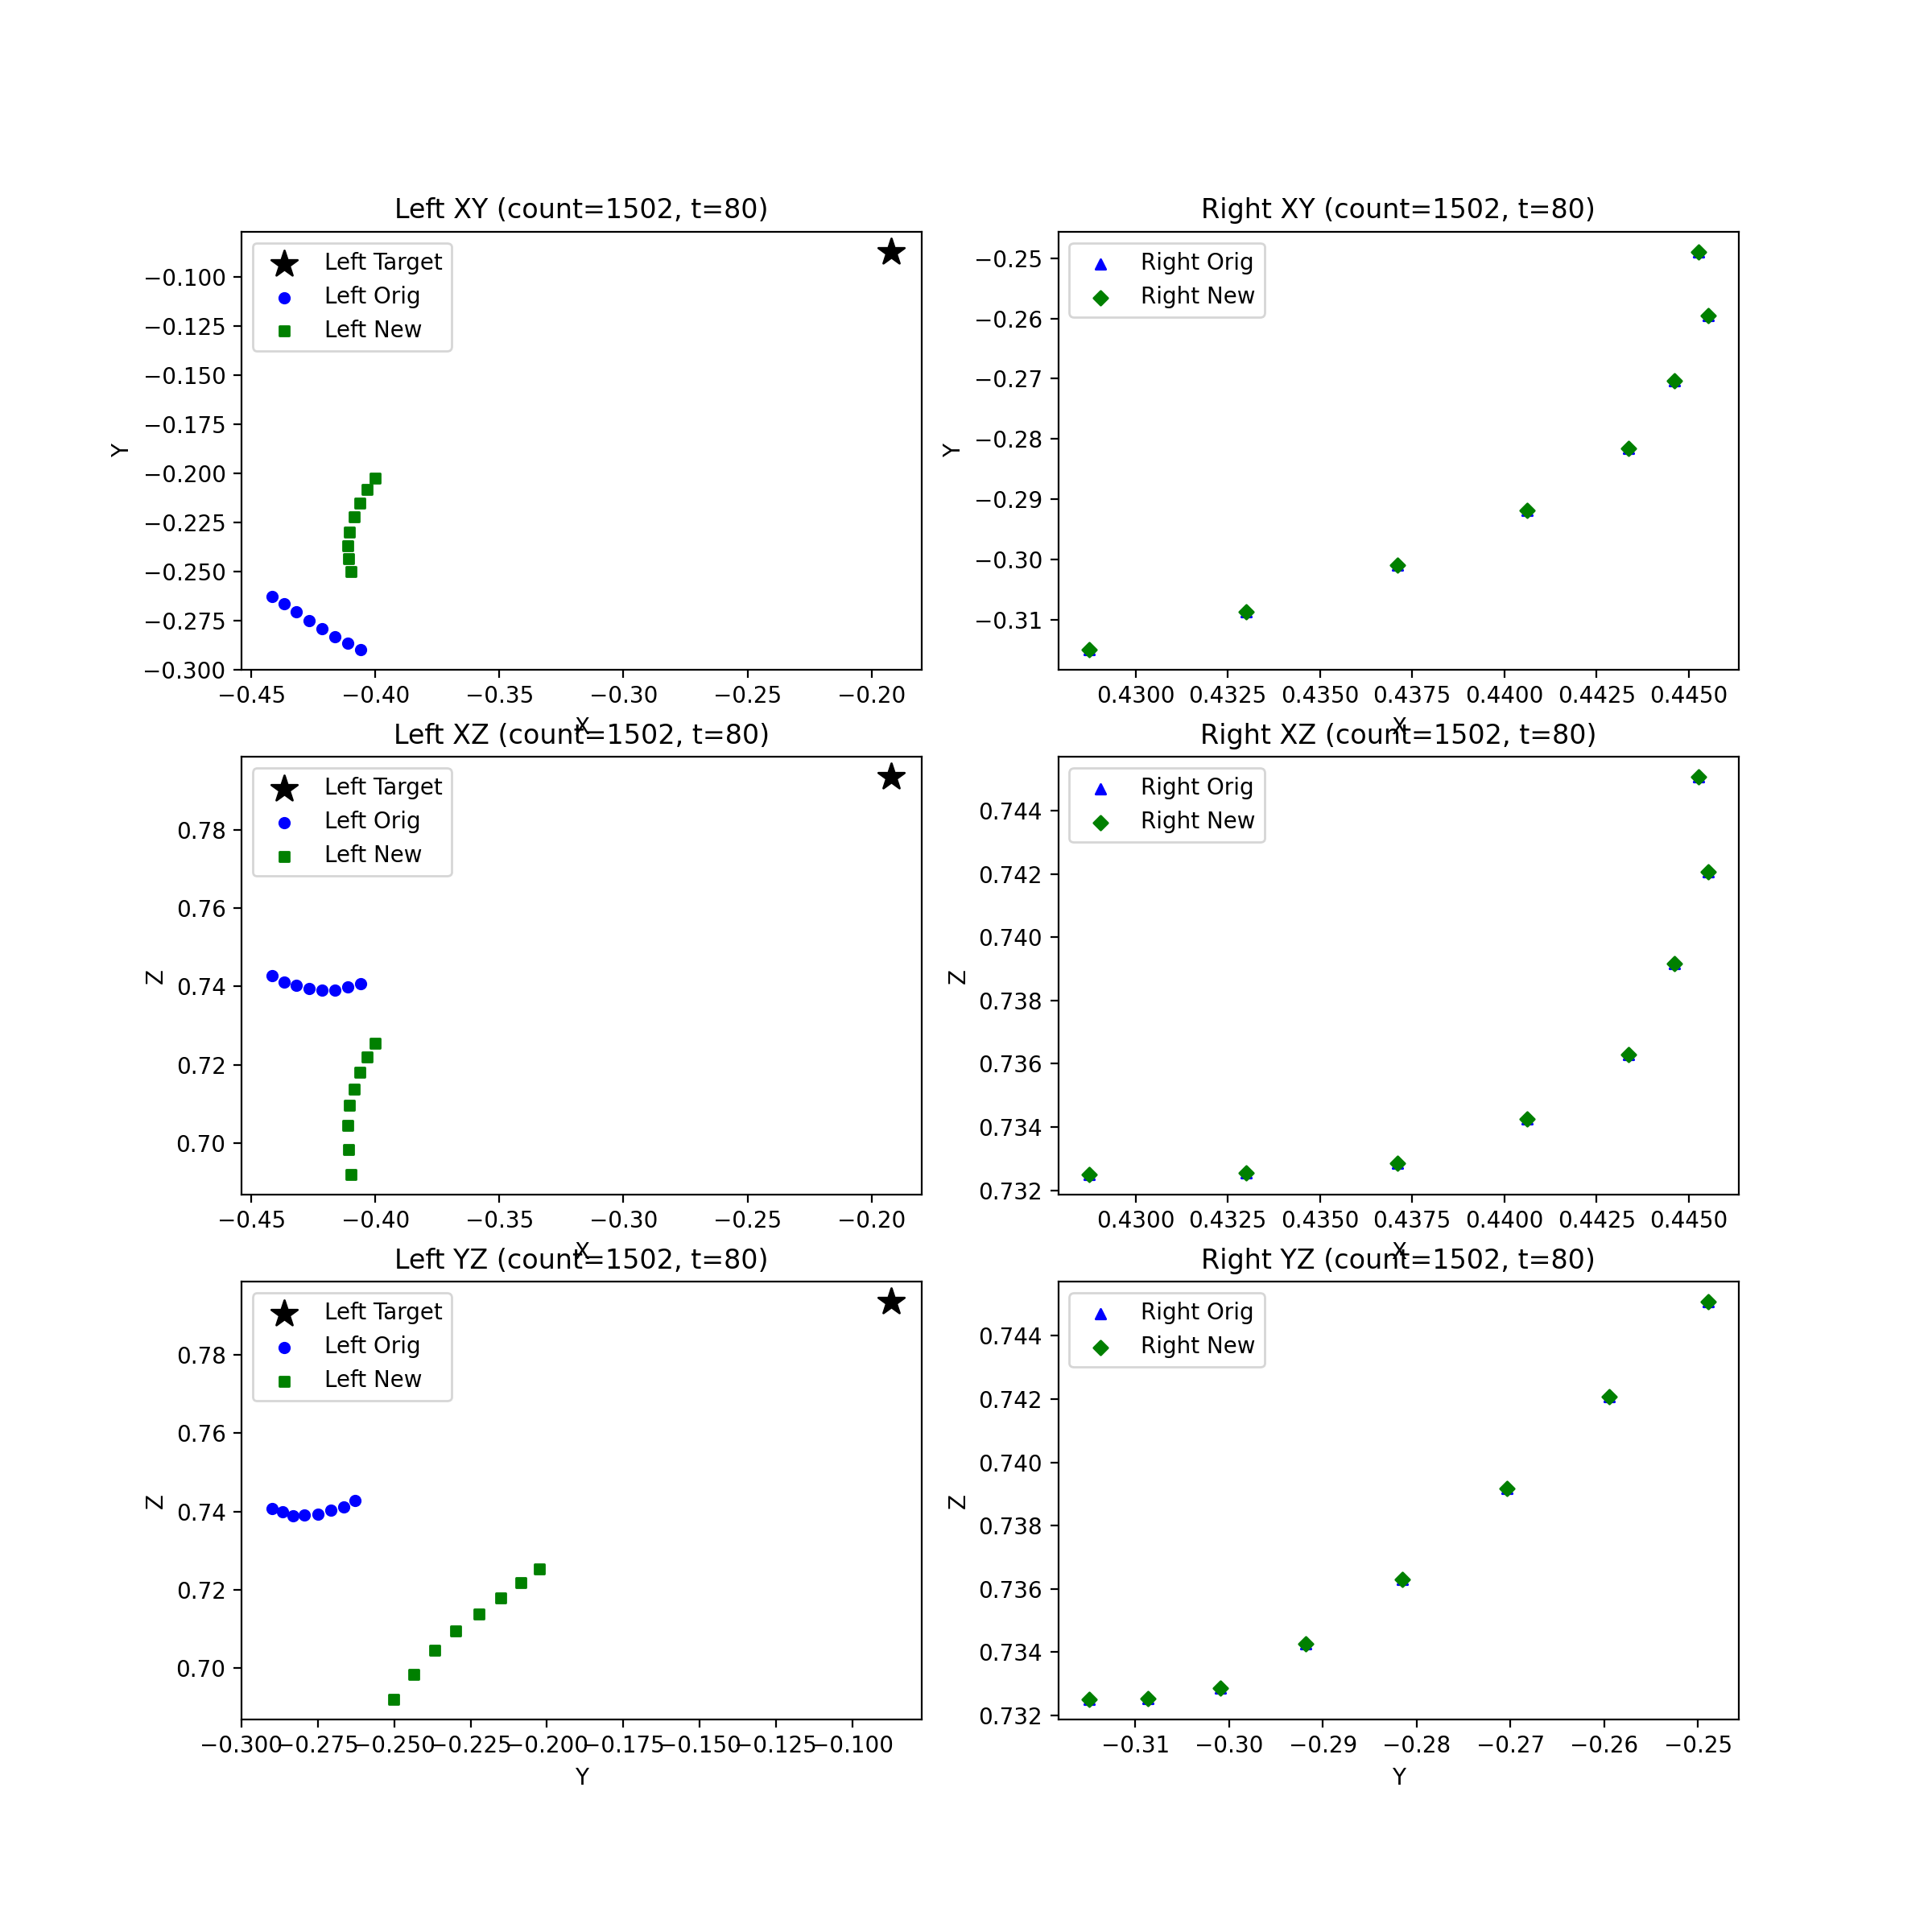 Left XY (count=1502, t=80)
Left Target
Left Orig
Left New
−0.100
−0.125
−0.150
−0.175
−0.200
−0.225
−0.250
−0.275
−0.300
Y
−0.45 −0.40 −0.35 −0.30 −0.25 −0.20
X
Right XY (count=1502, t=80)
Right Orig
Right New
−0.25
−0.26
−0.27
−0.28
−0.29
−0.30
−0.31
Y
0.4300 0.4325 0.4350 0.4375 0.4400 0.4425 0.4450
X
Left XZ (count=1502, t=80)
Left Target
Left Orig
Left New
0.78
0.76
0.74
0.72
0.70
Z
−0.45 −0.40 −0.35 −0.30 −0.25 −0.20
X
Right XZ (count=1502, t=80)
Right Orig
Right New
0.744
0.742
0.740
0.738
0.736
0.734
0.732
Z
0.4300 0.4325 0.4350 0.4375 0.4400 0.4425 0.4450
X
Left YZ (count=1502, t=80)
Left Target
Left Orig
Left New
0.78
0.76
0.74
0.72
0.70
Z
−0.300 −0.275 −0.250 −0.225 −0.200 −0.175 −0.150 −0.125 −0.100
Y
Right YZ (count=1502, t=80)
Right Orig
Right New
0.744
0.742
0.740
0.738
0.736
0.734
0.732
Z
−0.31 −0.30 −0.29 −0.28 −0.27 −0.26 −0.25
Y